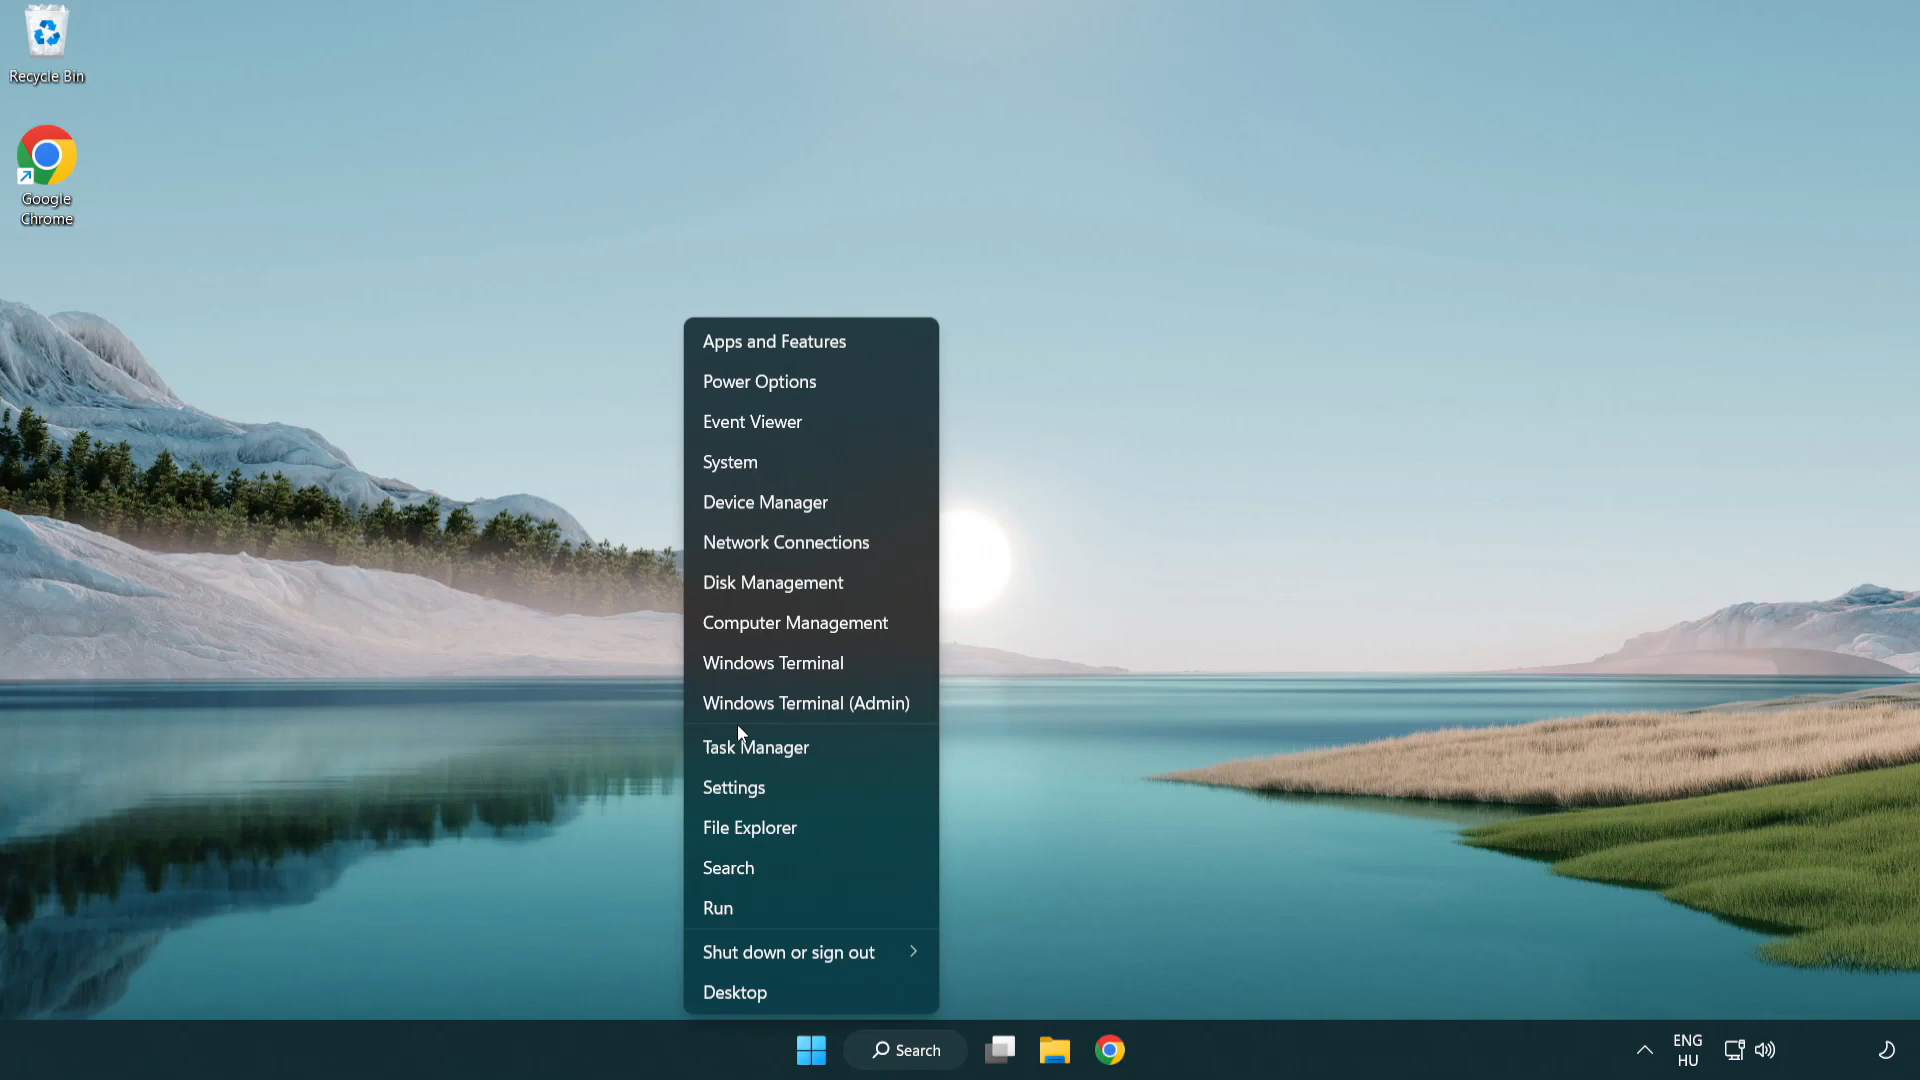 Recycle Bin
Google
Chrome
Apps and Features
Power Options
Event Viewer
System
Device Manager
Network Connections
Disk Management
Computer Management
Windows Terminal
Windows Terminal (Admin)
Task Manager
Settings
File Explorer
Search
Run
Shut down or sign out
Desktop
Search
ENG
HU